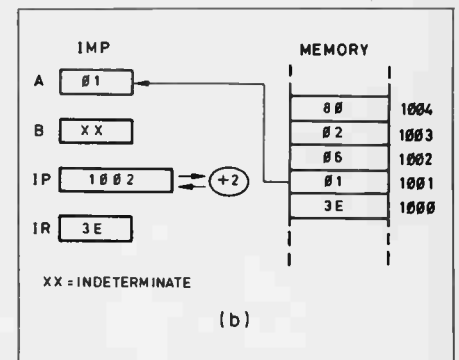 IMP
MEMORY
A Ø1
B XX
IP 1ØØ2 +2
IR 3E
8Ø 1ØØ4
Ø2 1ØØ3
Ø6 1ØØ2
Ø1 1ØØ1
3E 1ØØØ
XX = INDETERMINATE
(b)